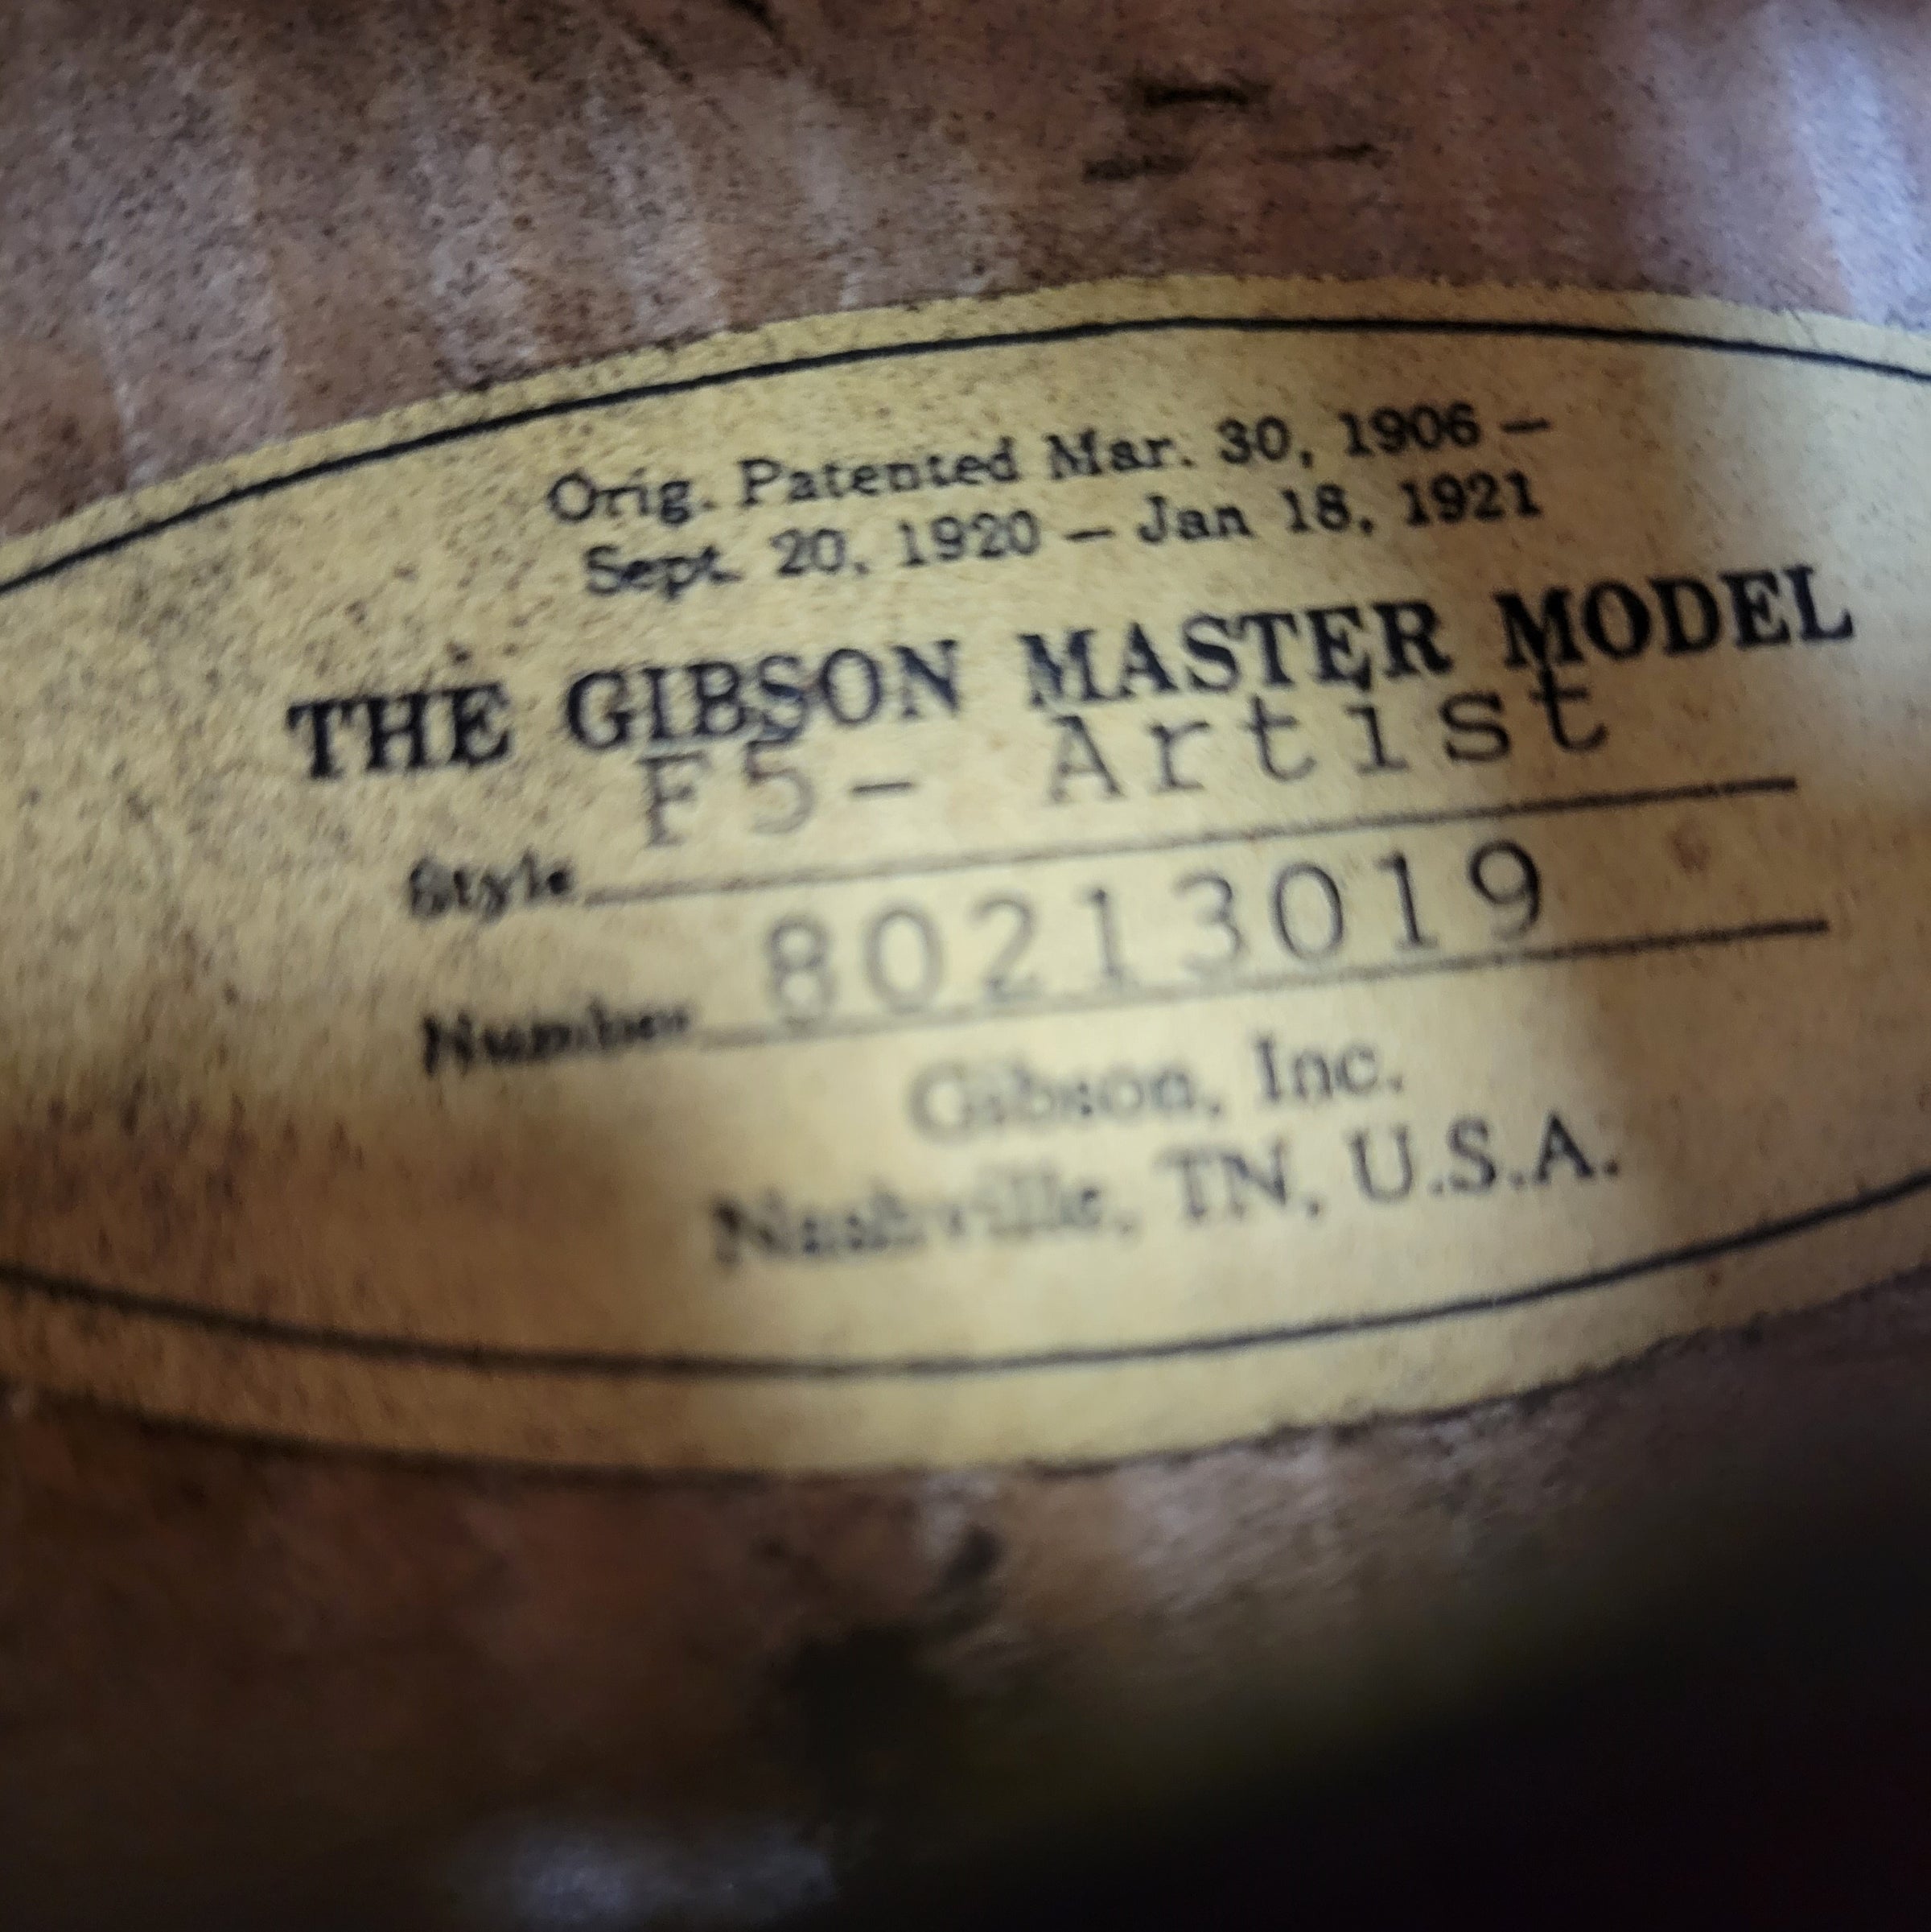 Orig. Patented Mar. 30, 1906 —
Sept. 20, 1920 — Jan 18, 1921
THE GIBSON MASTER MODEL
Style F5- Artist
Number 80213019
Gibson, Inc.
Nashville, TN, U.S.A.